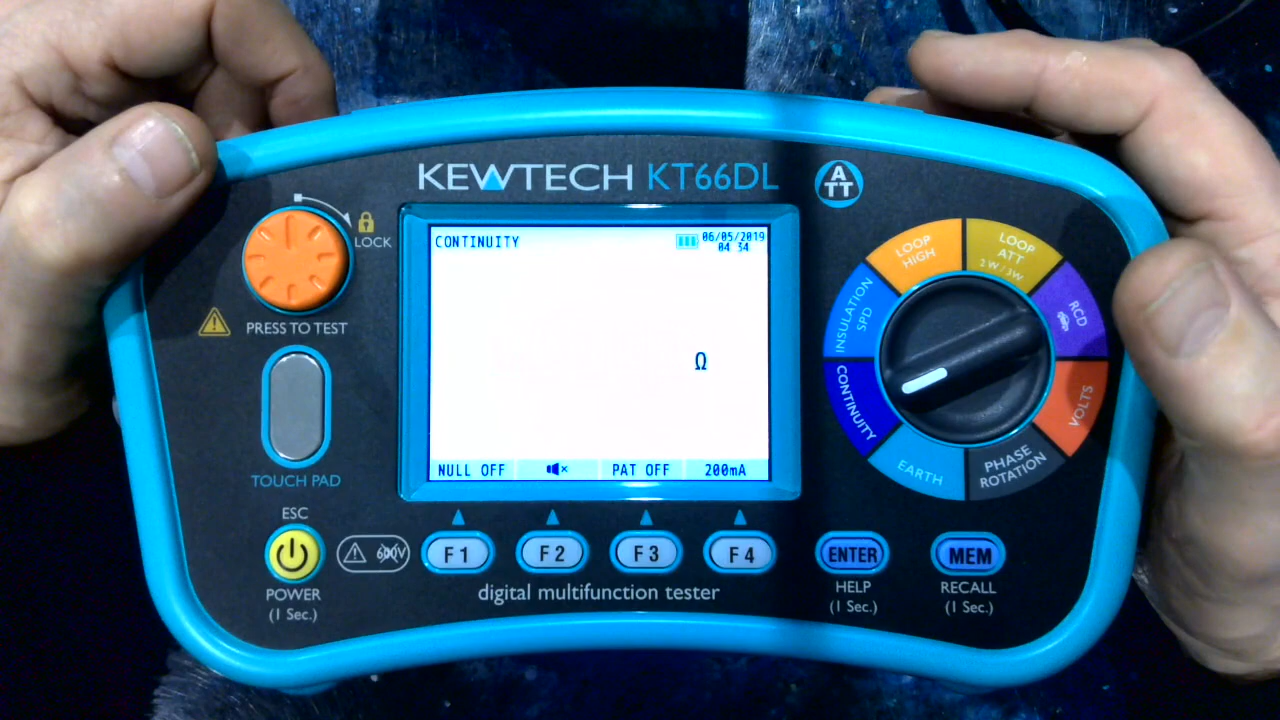 KEWTECH KT66DL
A
TT
LOCK
PRESS TO TEST
TOUCH PAD
CONTINUITY
06/05/2019
04 34
Ω
NULL OFF
PAT OFF
200mA
LOOP
HIGH
LOOP
ATT
2 W / 3W
RCD
VOLTS
PHASE
ROTATION
EARTH
CONTINUITY
INSULATION
SPD
ESC
POWER
(1 Sec.)
600V
F1
F2
F3
F4
digital multifunction tester
ENTER
HELP
(1 Sec.)
MEM
RECALL
(1 Sec.)